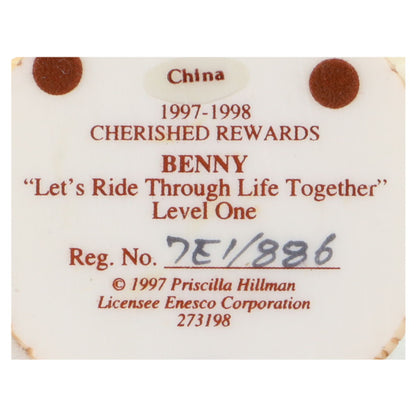 China
1997-1998
CHERISHED REWARDS
BENNY
"Let's Ride Through Life Together"
Level One
Reg. No. 7E1/886
© 1997 Priscilla Hillman
Licensee Enesco Corporation
273198